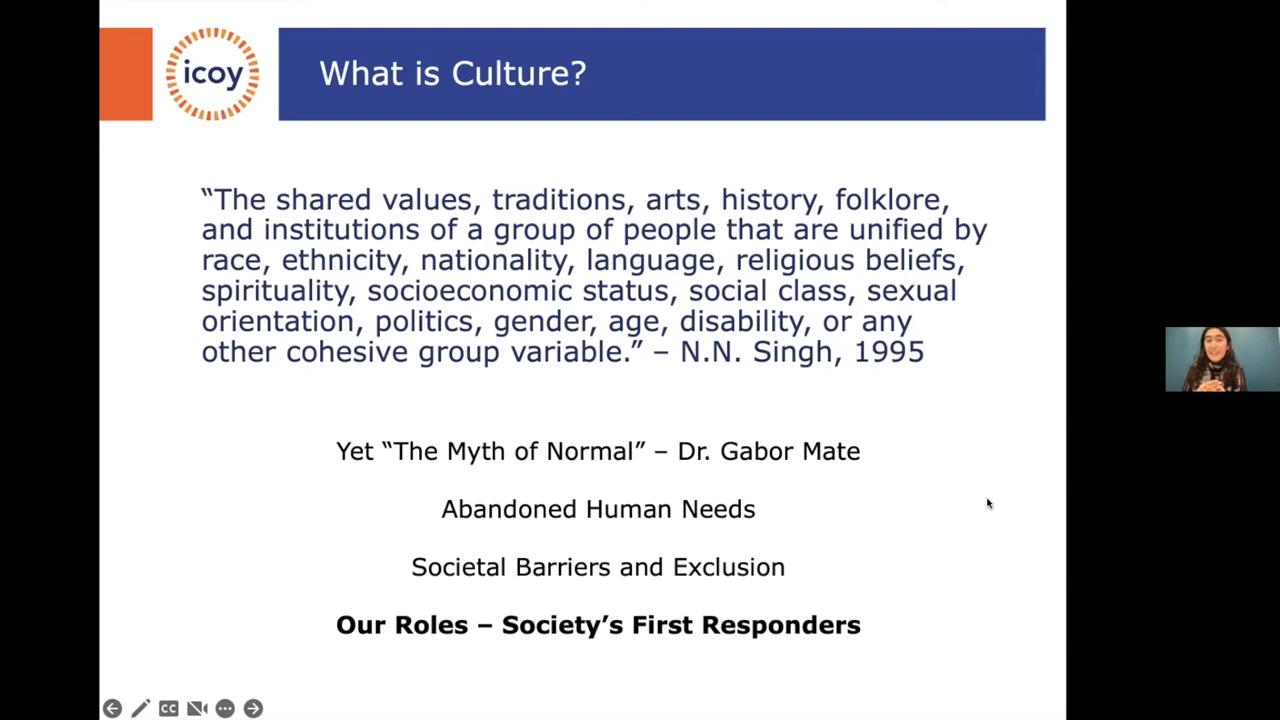 icoy
What is Culture?
“The shared values, traditions, arts, history, folklore,
and institutions of a group of people that are unified by
race, ethnicity, nationality, language, religious beliefs,
spirituality, socioeconomic status, social class, sexual
orientation, politics, gender, age, disability, or any
other cohesive group variable.” – N.N. Singh, 1995
Yet “The Myth of Normal” – Dr. Gabor Mate
Abandoned Human Needs
Societal Barriers and Exclusion
Our Roles – Society’s First Responders
CC